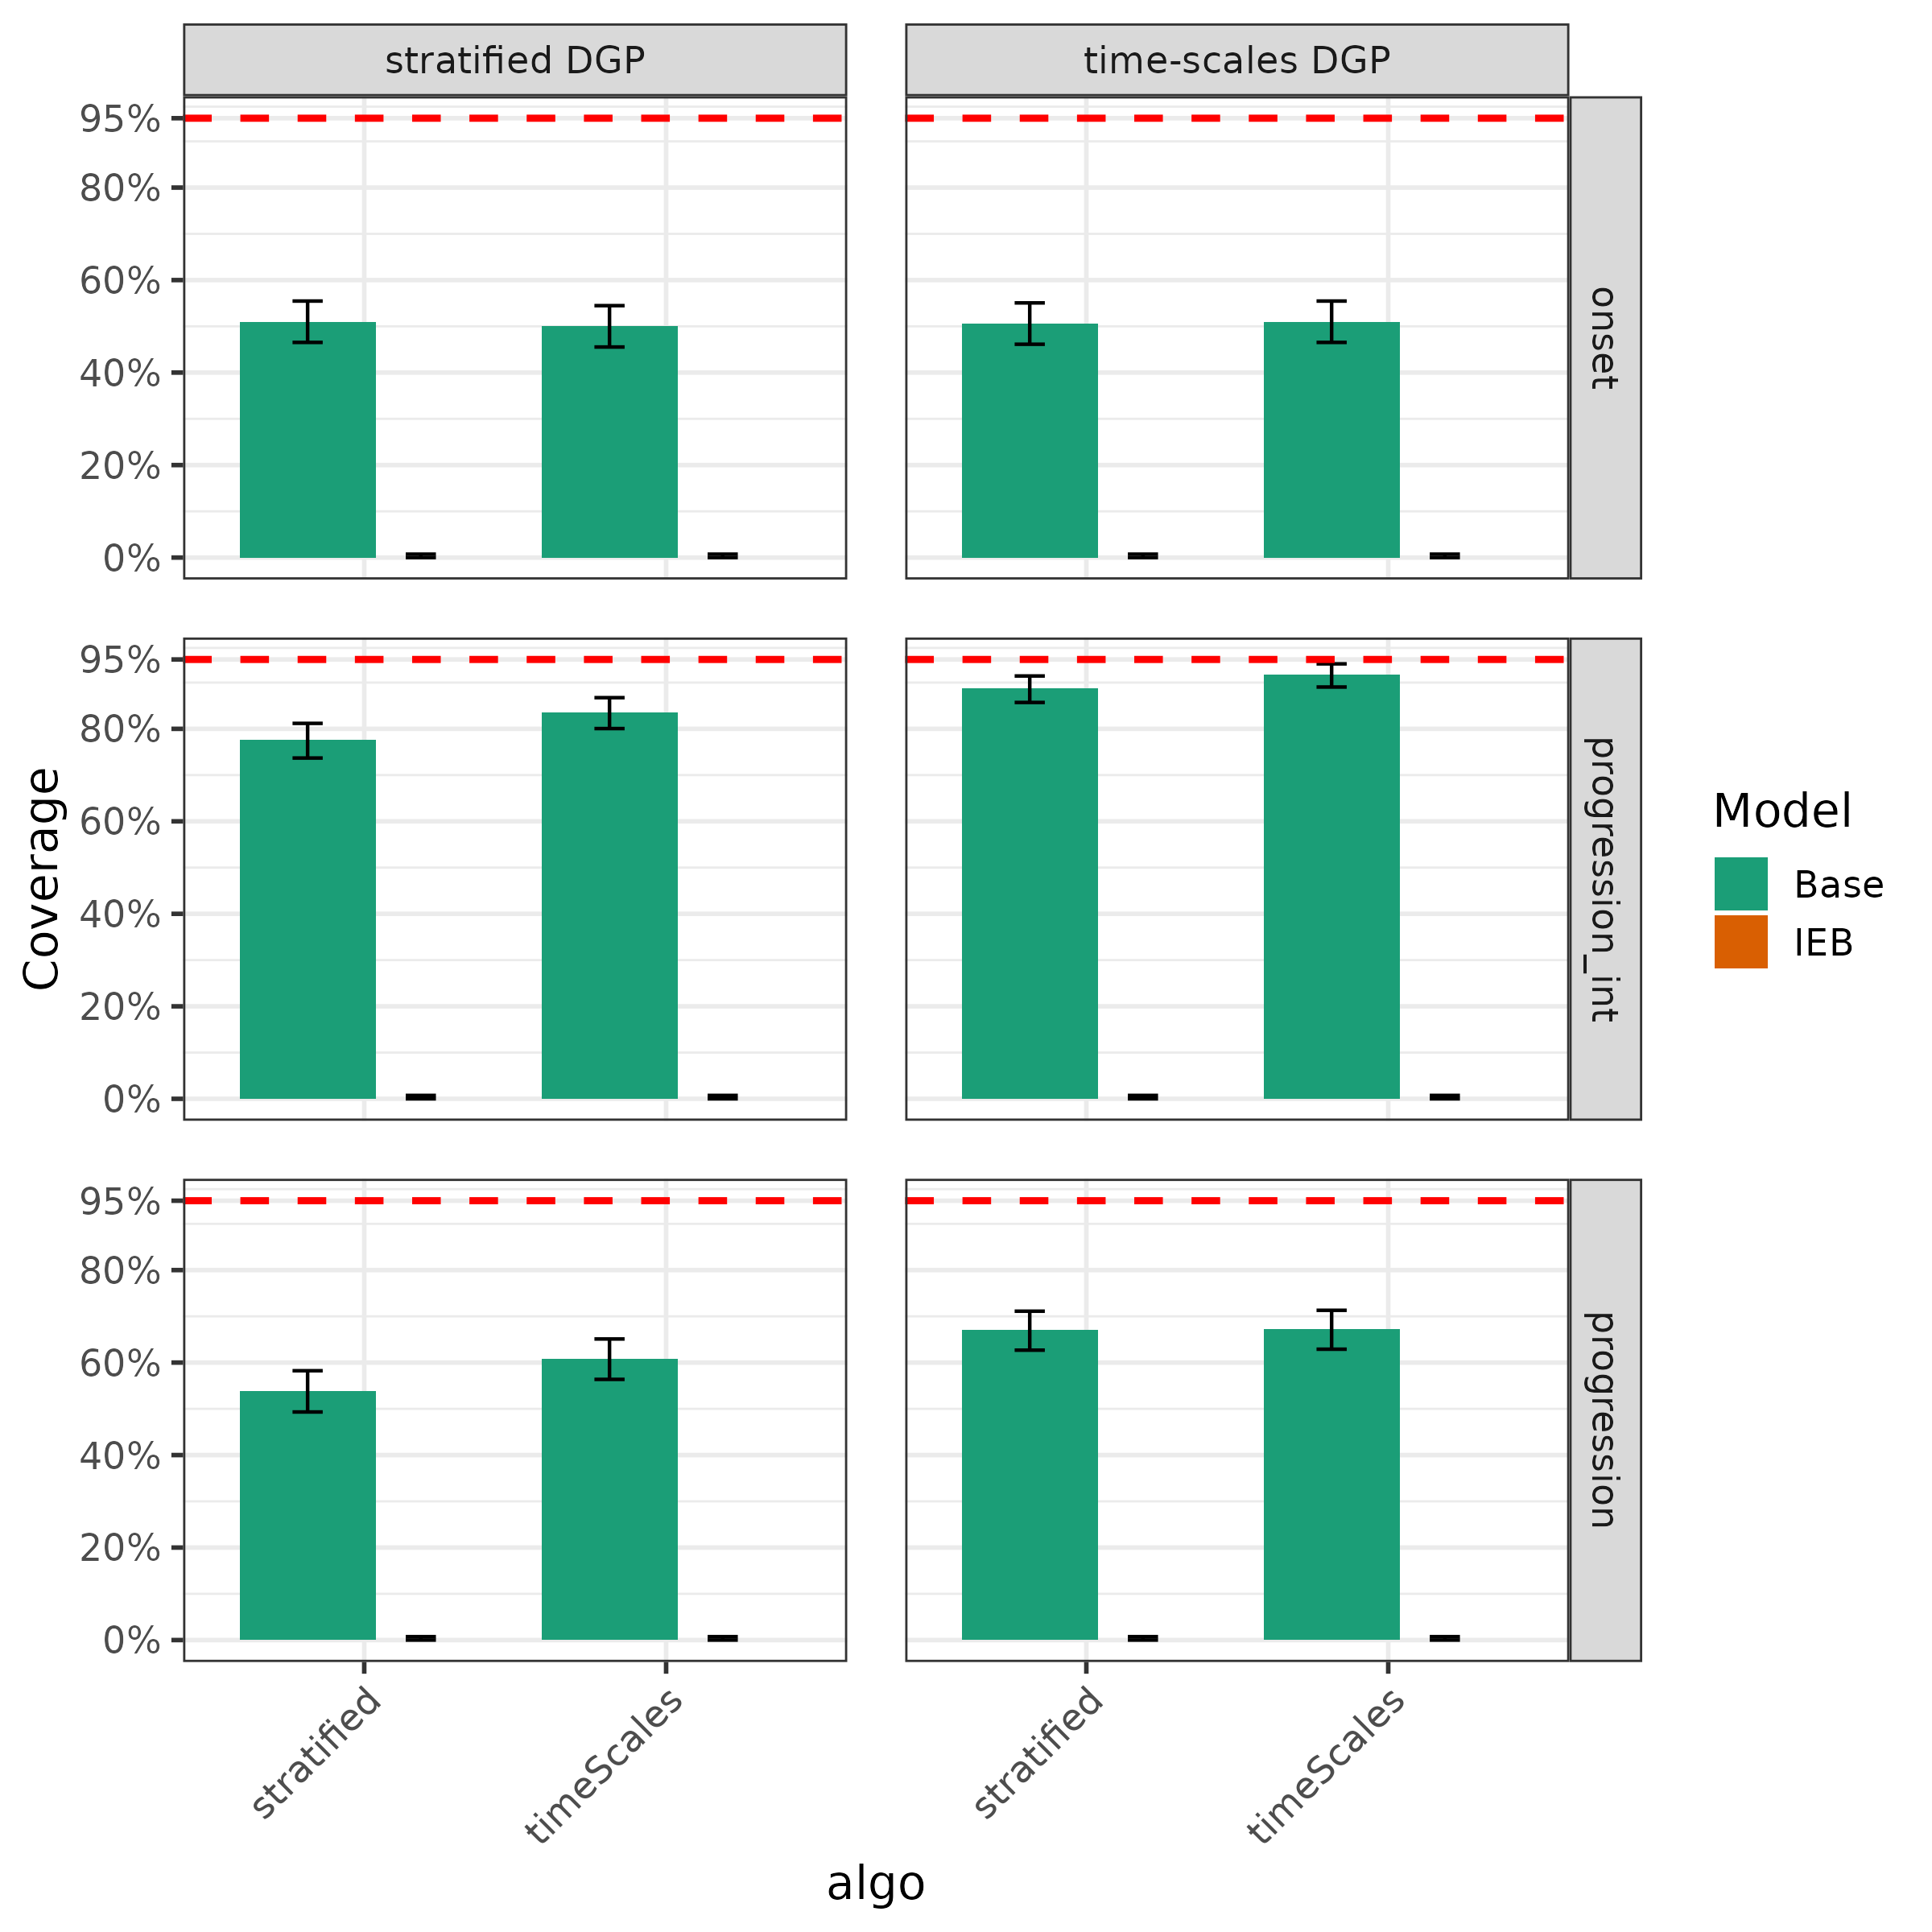 stratified DGP
time-scales DGP
95%
80%
60%
40%
20%
0%
onset
95%
80%
60%
40%
20%
0%
progression_int
95%
80%
60%
40%
20%
0%
progression
Coverage
stratified
timeScales
stratified
timeScales
algo
Model
Base
IEB